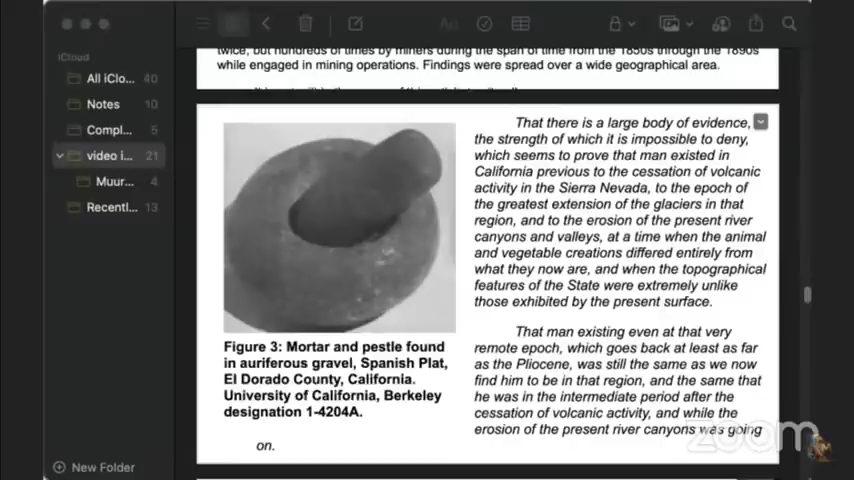 iCloud
All iClo... 40
Notes 10
Compl... 5
video i... 21
Muur... 4
Recentl... 13
New Folder
Aa
twice, but hundreds of times by miners during the span of time from the 1850s through the 1890s
while engaged in mining operations. Findings were spread over a wide geographical area.
That there is a large body of evidence,
the strength of which it is impossible to deny,
which seems to prove that man existed in
California previous to the cessation of volcanic
activity in the Sierra Nevada, to the epoch of
the greatest extension of the glaciers in that
region, and to the erosion of the present river
canyons and valleys, at a time when the animal
and vegetable creations differed entirely from
what they now are, and when the topographical
features of the State were extremely unlike
those exhibited by the present surface.
That man existing even at that very
remote epoch, which goes back at least as far
as the Pliocene, was still the same as we now
find him to be in that region, and the same that
he was in the intermediate period after the
cessation of volcanic activity, and while the
erosion of the present river canyons was going
on.
Figure 3: Mortar and pestle found
in auriferous gravel, Spanish Plat,
El Dorado County, California.
University of California, Berkeley
designation 1-4204A.
zoom